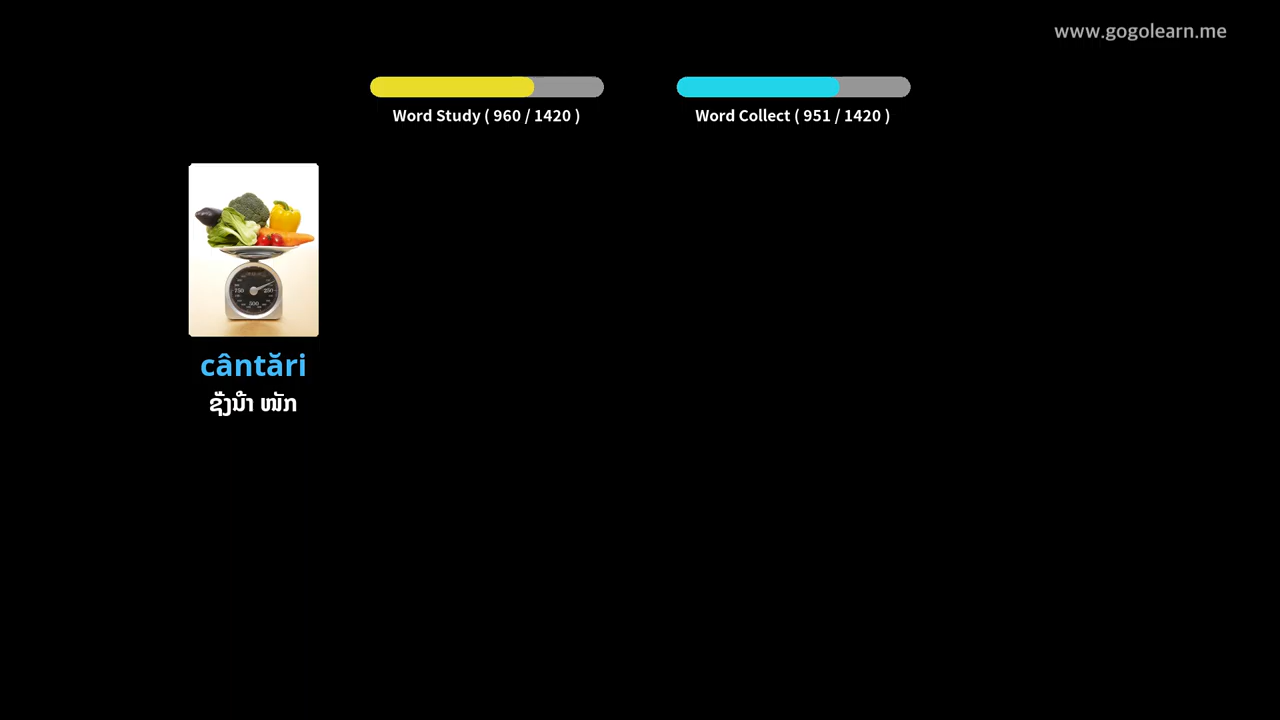 www.gogolearn.me
Word Study ( 960 / 1420 )
Word Collect ( 951 / 1420 )
cântări
ຊັ່ງນ້ຳ ໜັກ